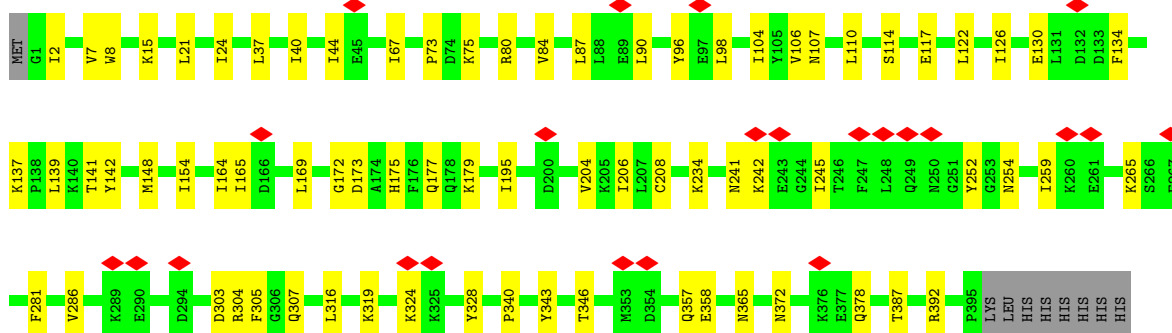 MET G1 I2 V7 W8 K15 L21 I24 L37 I40 I44 E45 I67 P73 D74 K75 R80 V84 L87 L88 E89 L90 Y96 E97 L98 I104 Y105 V106 N107 L110 S114 E117 L122 I126 E130 L131 D132 D133 F134
K137 P138 L139 K140 T141 Y142 M148 I154 I164 I165 D166 L169 G172 D173 A174 H175 F176 Q177 Q178 K179 I195 D200 V204 K205 I206 L207 C208 K234 N241 K242 E243 G244 I245 T246 F247 L248 Q249 N250 G251 Y252 G253 N254 I259 K260 E261 K265 S266
F281 V286 K289 E290 D294 D303 R304 F305 G306 Q307 L316 K319 K324 K325 Y328 P340 Y343 T346 M353 D354 Q357 E358 N365 N372 K376 E377 Q378 T387 R392 P395 LYS LEU HIS HIS HIS HIS HIS HIS